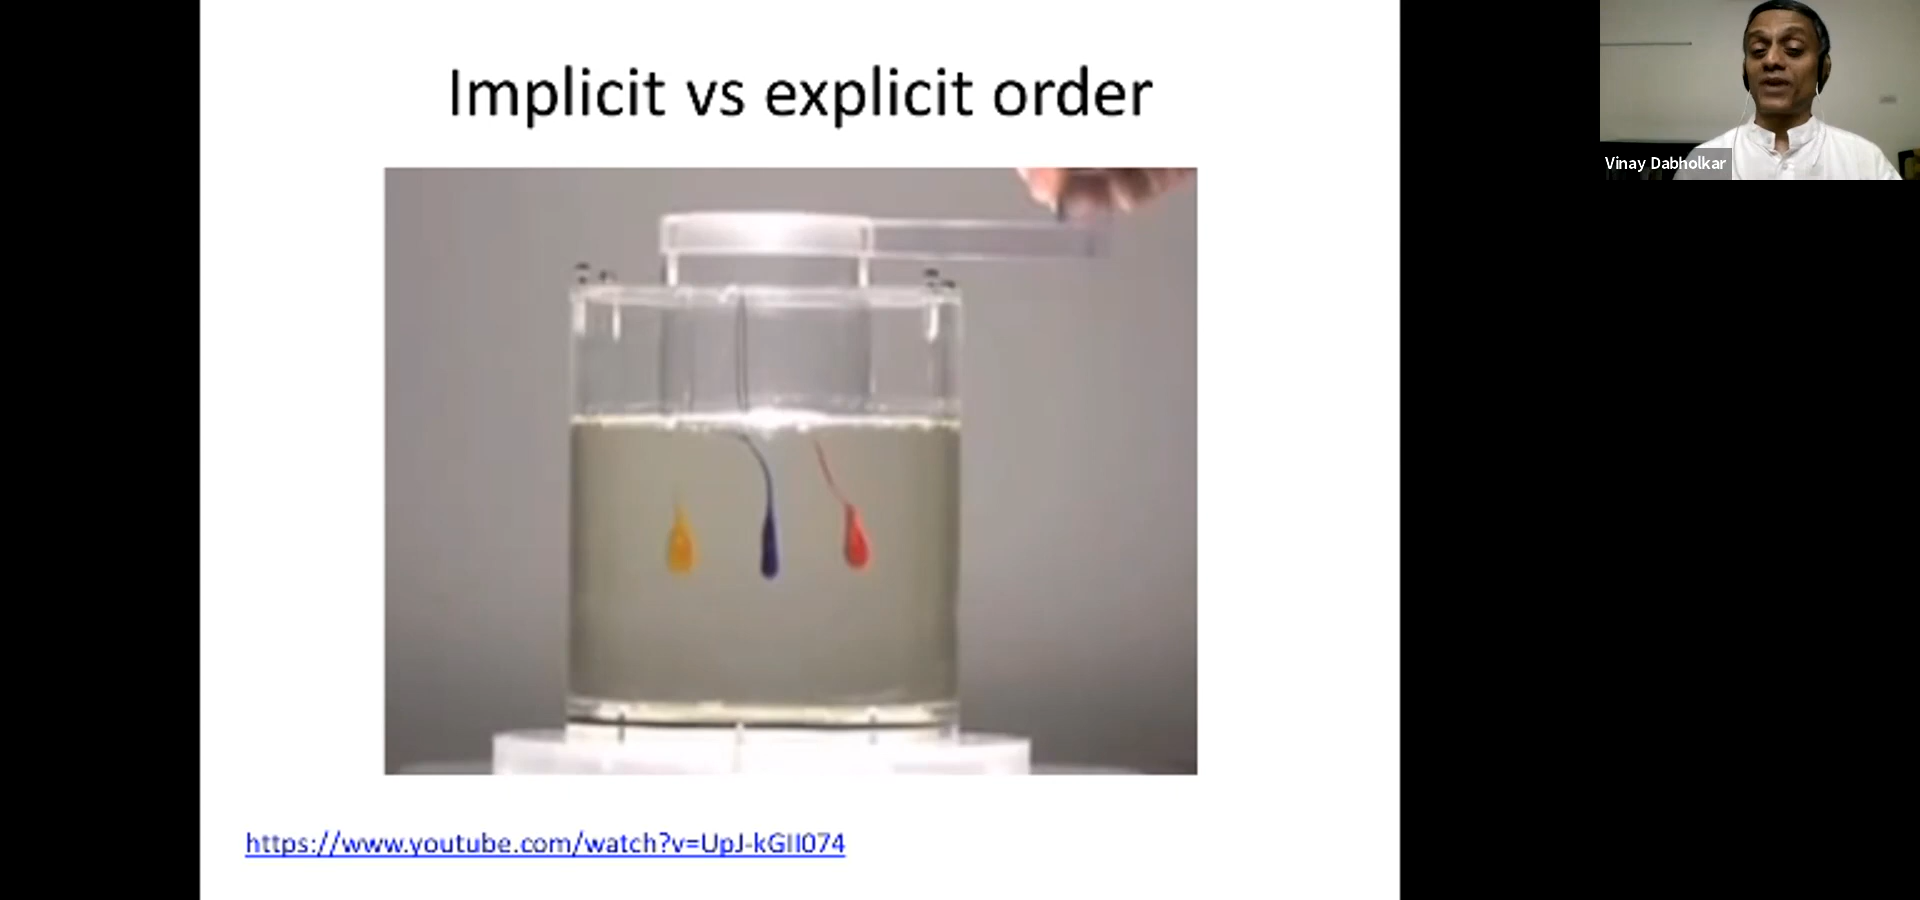 Implicit vs explicit order
Vinay Dabholkar
https://www.youtube.com/watch?v=UpJ-kGII074